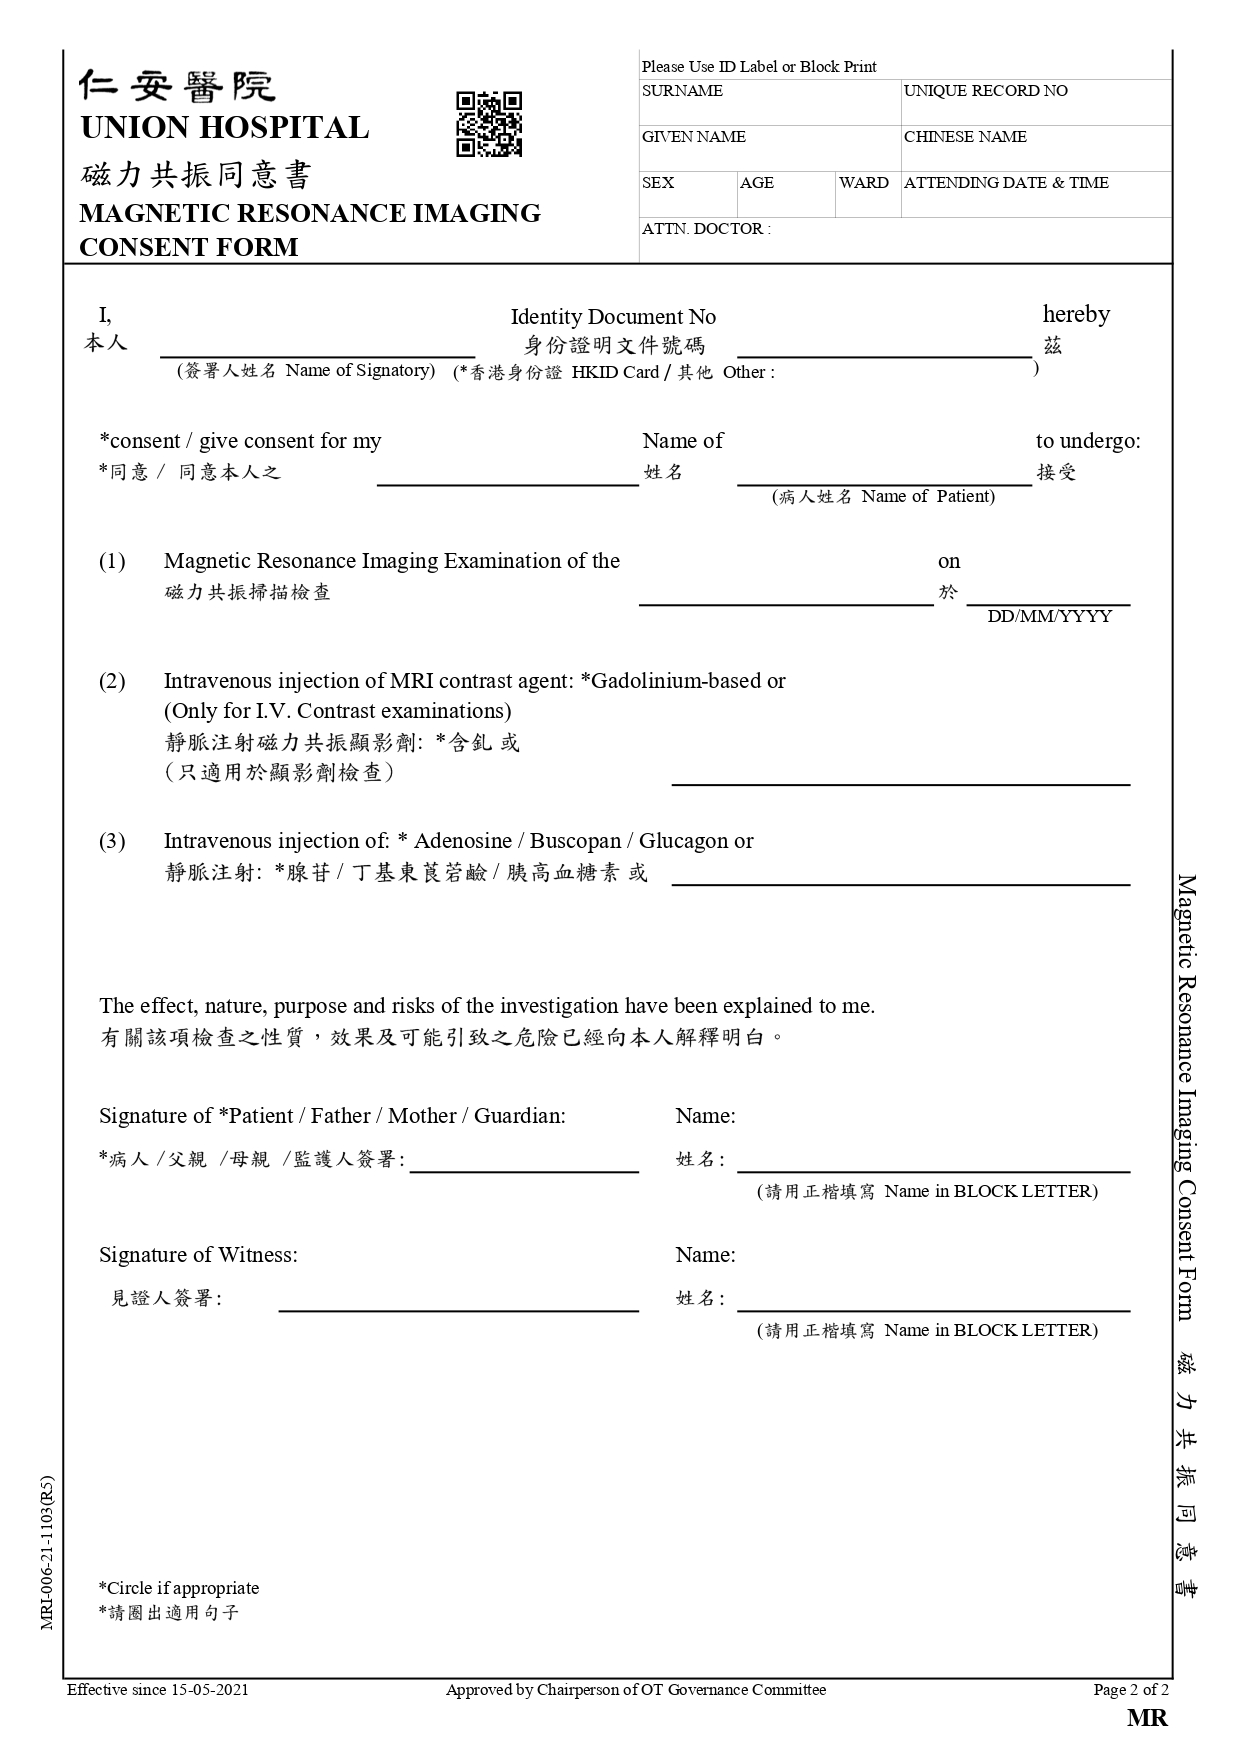 仁安醫院
UNION HOSPITAL
磁力共振同意書
MAGNETIC RESONANCE IMAGING
CONSENT FORM
Please Use ID Label or Block Print
SURNAME UNIQUE RECORD NO
GIVEN NAME CHINESE NAME
SEX AGE WARD ATTENDING DATE & TIME
ATTN. DOCTOR :
I, Identity Document No hereby
本人 身份證明文件號碼 茲
(簽署人姓名 Name of Signatory) (*香港身份證 HKID Card / 其他 Other : )
*consent / give consent for my Name of to undergo:
*同意 / 同意本人之 姓名 接受
(病人姓名 Name of Patient)
(1) Magnetic Resonance Imaging Examination of the on
磁力共振掃描檢查 於
DD/MM/YYYY
(2) Intravenous injection of MRI contrast agent: *Gadolinium-based or
(Only for I.V. Contrast examinations)
靜脈注射磁力共振顯影劑: *含釓 或
（只適用於顯影劑檢查）
(3) Intravenous injection of: * Adenosine / Buscopan / Glucagon or
靜脈注射: *腺苷 / 丁基東莨菪鹼 / 胰高血糖素 或
The effect, nature, purpose and risks of the investigation have been explained to me.
有關該項檢查之性質，效果及可能引致之危險已經向本人解釋明白。
Signature of *Patient / Father / Mother / Guardian: Name:
*病人 /父親 /母親 /監護人簽署: 姓名:
(請用正楷填寫 Name in BLOCK LETTER)
Signature of Witness: Name:
見證人簽署: 姓名:
(請用正楷填寫 Name in BLOCK LETTER)
*Circle if appropriate
*請圈出適用句子
Magnetic Resonance Imaging Consent Form 磁力共振同意書
MRI-006-21-1103(R5)
Effective since 15-05-2021 Approved by Chairperson of OT Governance Committee Page 2 of 2
MR